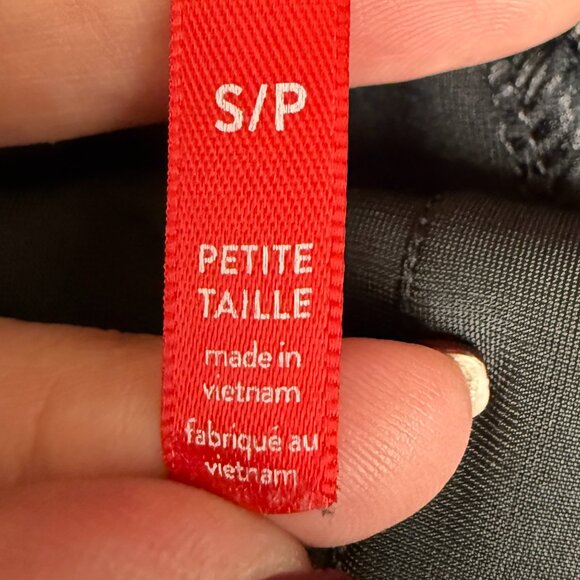 S/P
PETITE
TAILLE
made in
vietnam
fabriqué au
vietnam